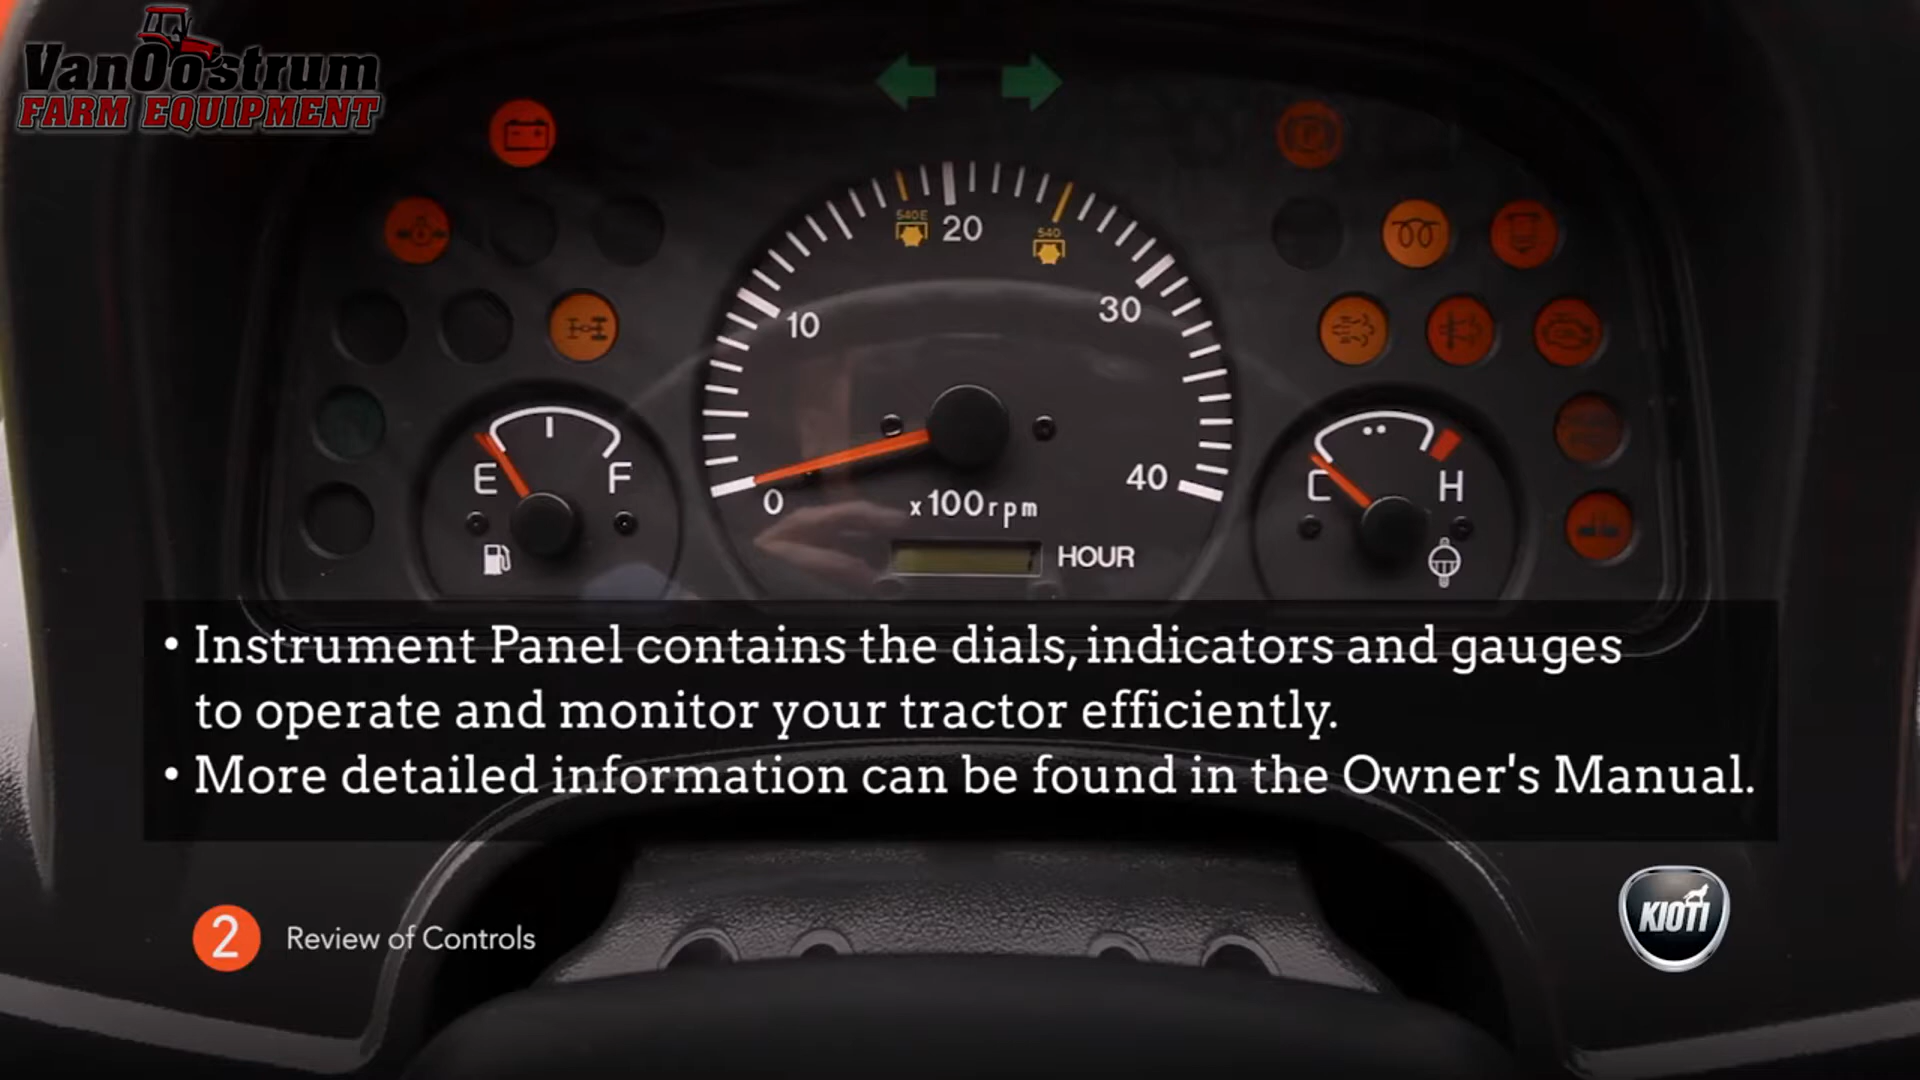 VanOostrum
FARM EQUIPMENT
540E
20
540
10
30
E
F
0
x100rpm
40
HOUR
C
H
• Instrument Panel contains the dials, indicators and gauges
to operate and monitor your tractor efficiently.
• More detailed information can be found in the Owner's Manual.
2 Review of Controls
KIOTI